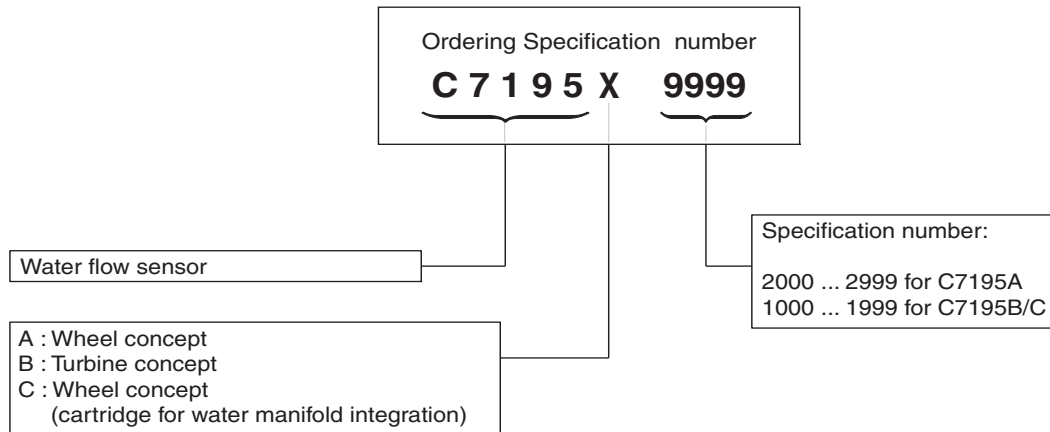 Ordering Specification number
C 7 1 9 5 X 9999
Specification number:
2000 ... 2999 for C7195A
1000 ... 1999 for C7195B/C
Water flow sensor
A : Wheel concept
B : Turbine concept
C : Wheel concept
(cartridge for water manifold integration)